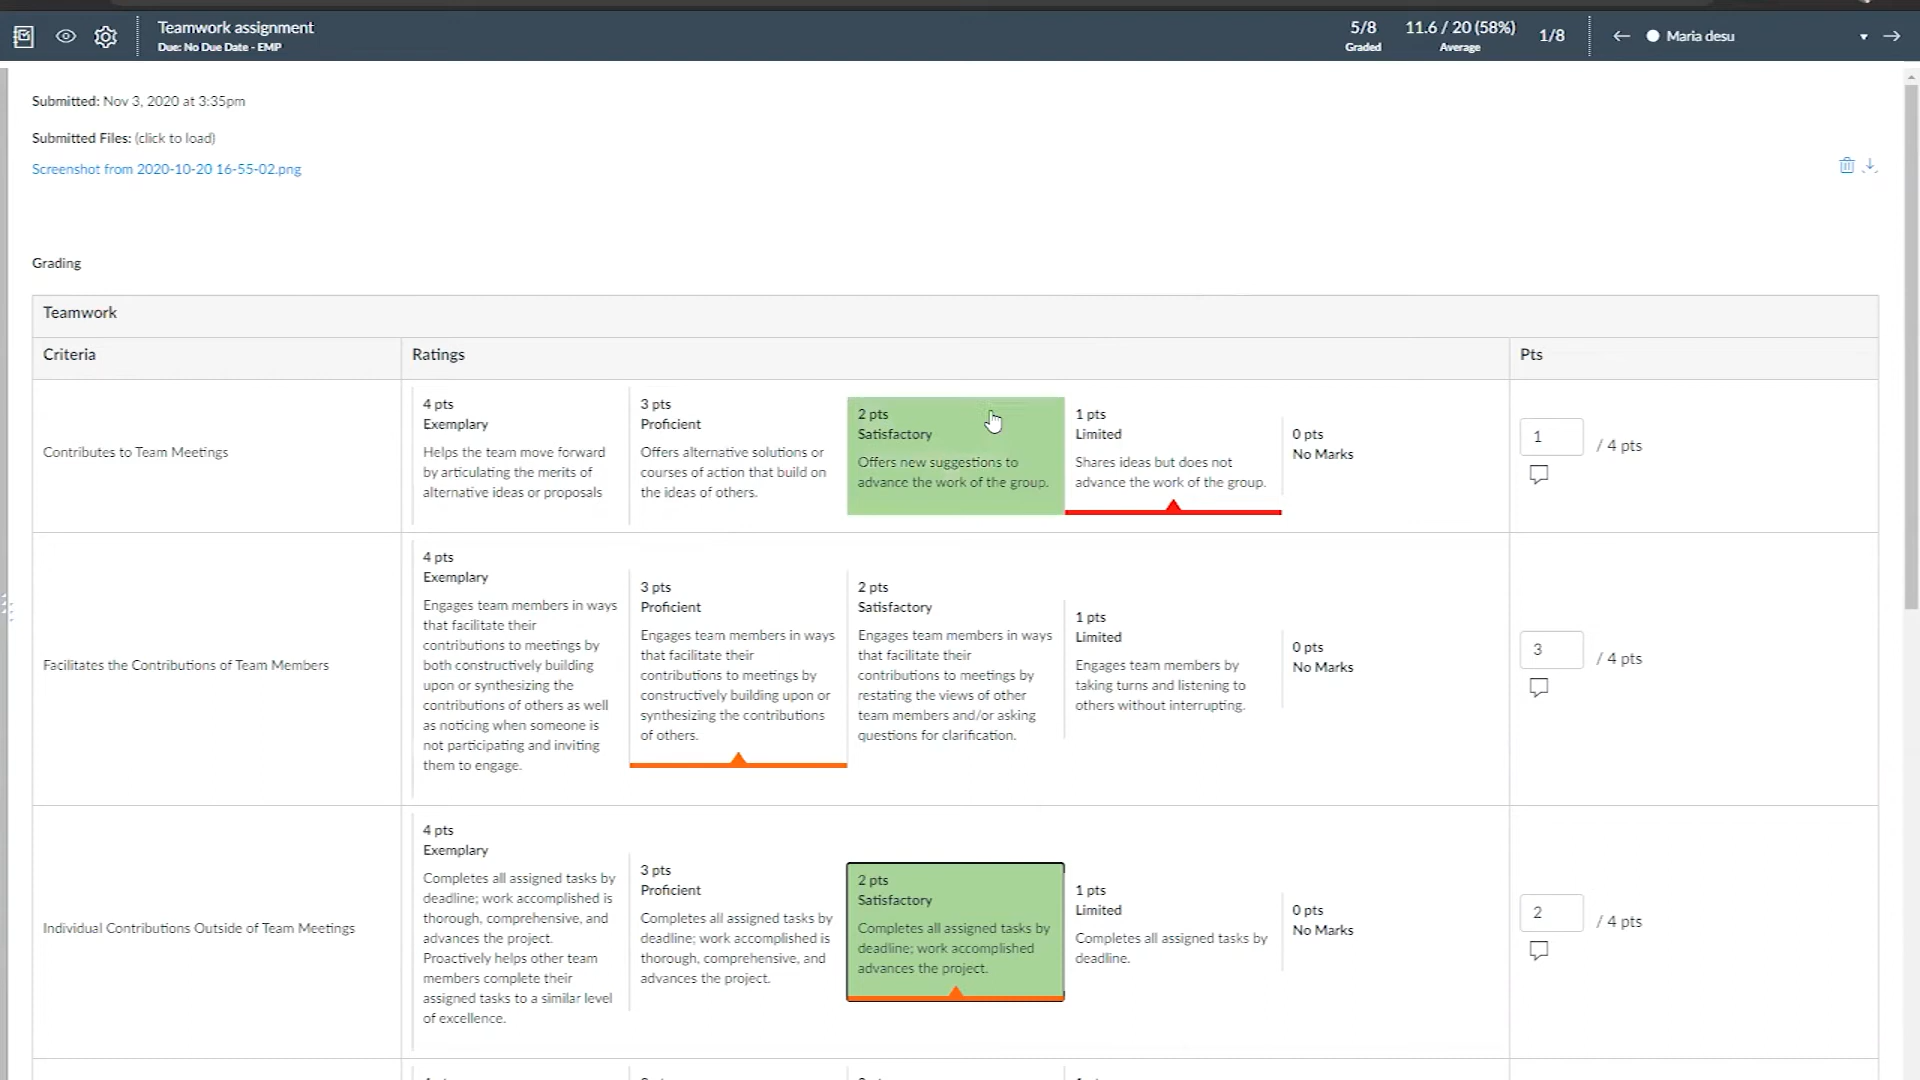 Teamwork assignment
Due: No Due Date - EMP
5/8
Graded
11.6 / 20 (58%)
Average
1/8
Maria desu
Submitted: Nov 3, 2020 at 3:35pm
Submitted Files: (click to load)
Screenshot from 2020-10-20 16-55-02.png
Grading
Teamwork
Criteria
Ratings
Pts
Contributes to Team Meetings
4 pts
Exemplary
Helps the team move forward
by articulating the merits of
alternative ideas or proposals
3 pts
Proficient
Offers alternative solutions or
courses of action that build on
the ideas of others.
2 pts
Satisfactory
Offers new suggestions to
advance the work of the group.
1 pts
Limited
Shares ideas but does not
advance the work of the group.
0 pts
No Marks
1
/ 4 pts
Facilitates the Contributions of Team Members
4 pts
Exemplary
Engages team members in ways
that facilitate their
contributions to meetings by
both constructively building
upon or synthesizing the
contributions of others as well
as noticing when someone is
not participating and inviting
them to engage.
3 pts
Proficient
Engages team members in ways
that facilitate their
contributions to meetings by
constructively building upon or
synthesizing the contributions
of others.
2 pts
Satisfactory
Engages team members in ways
that facilitate their
contributions to meetings by
restating the views of other
team members and/or asking
questions for clarification.
1 pts
Limited
Engages team members by
taking turns and listening to
others without interrupting.
0 pts
No Marks
3
/ 4 pts
Individual Contributions Outside of Team Meetings
4 pts
Exemplary
Completes all assigned tasks by
deadline; work accomplished is
thorough, comprehensive, and
advances the project.
Proactively helps other team
members complete their
assigned tasks to a similar level
of excellence.
3 pts
Proficient
Completes all assigned tasks by
deadline; work accomplished is
thorough, comprehensive, and
advances the project.
2 pts
Satisfactory
Completes all assigned tasks by
deadline; work accomplished
advances the project.
1 pts
Limited
Completes all assigned tasks by
deadline.
0 pts
No Marks
2
/ 4 pts